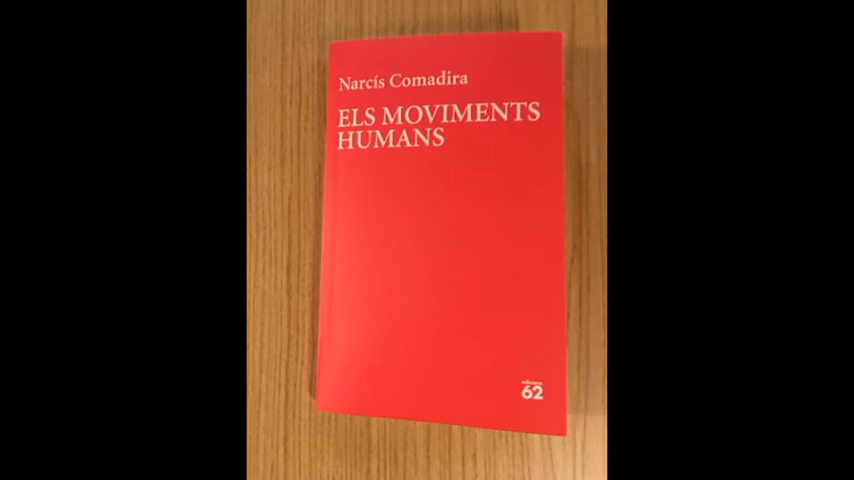 Narcís Comadira
ELS MOVIMENTS
HUMANS
edicions
62